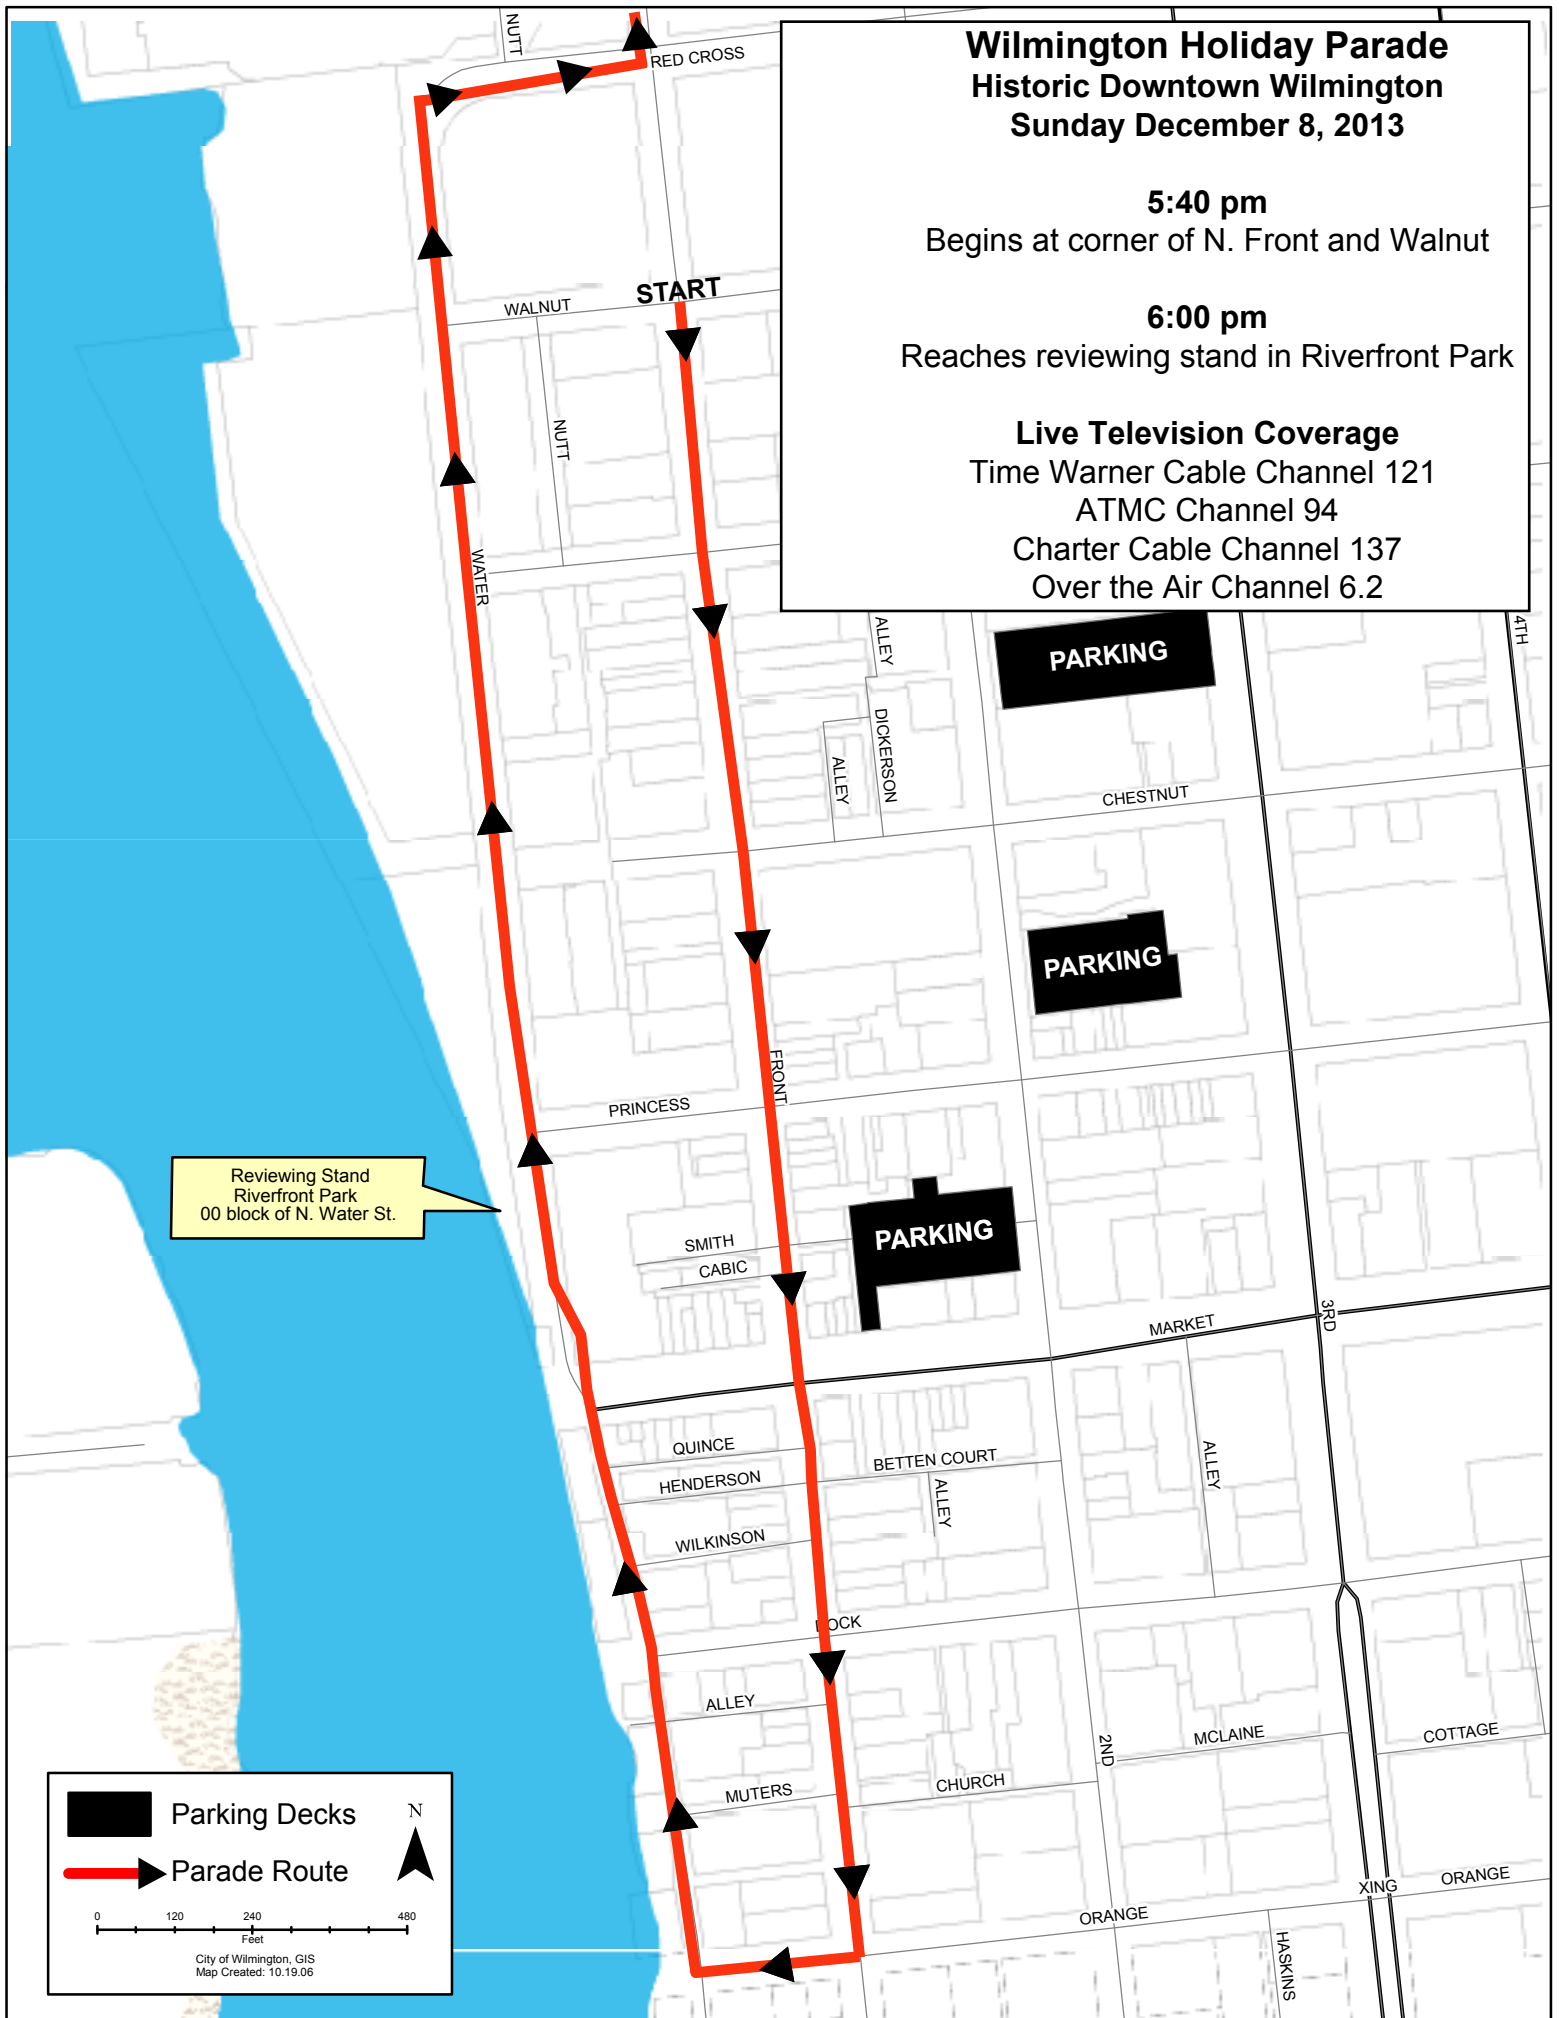 Wilmington Holiday Parade
Historic Downtown Wilmington
Sunday December 8, 2013
5:40 pm
Begins at corner of N. Front and Walnut
6:00 pm
Reaches reviewing stand in Riverfront Park
Live Television Coverage
Time Warner Cable Channel 121
ATMC Channel 94
Charter Cable Channel 137
Over the Air Channel 6.2
NUTT
RED CROSS
START
WALNUT
NUTT
WATER
ALLEY
4TH
PARKING
DICKERSON
ALLEY
CHESTNUT
PARKING
FRONT
PRINCESS
Reviewing Stand
Riverfront Park
00 block of N. Water St.
PARKING
SMITH
CABIC
3RD
MARKET
QUINCE
BETTEN COURT
ALLEY
HENDERSON
ALLEY
WILKINSON
DOCK
ALLEY
2ND
MCLAINE
COTTAGE
MUTERS
CHURCH
XING
ORANGE
ORANGE
HASKINS
Parking Decks
N
Parade Route
0 120 240 480
Feet
City of Wilmington, GIS
Map Created: 10.19.06